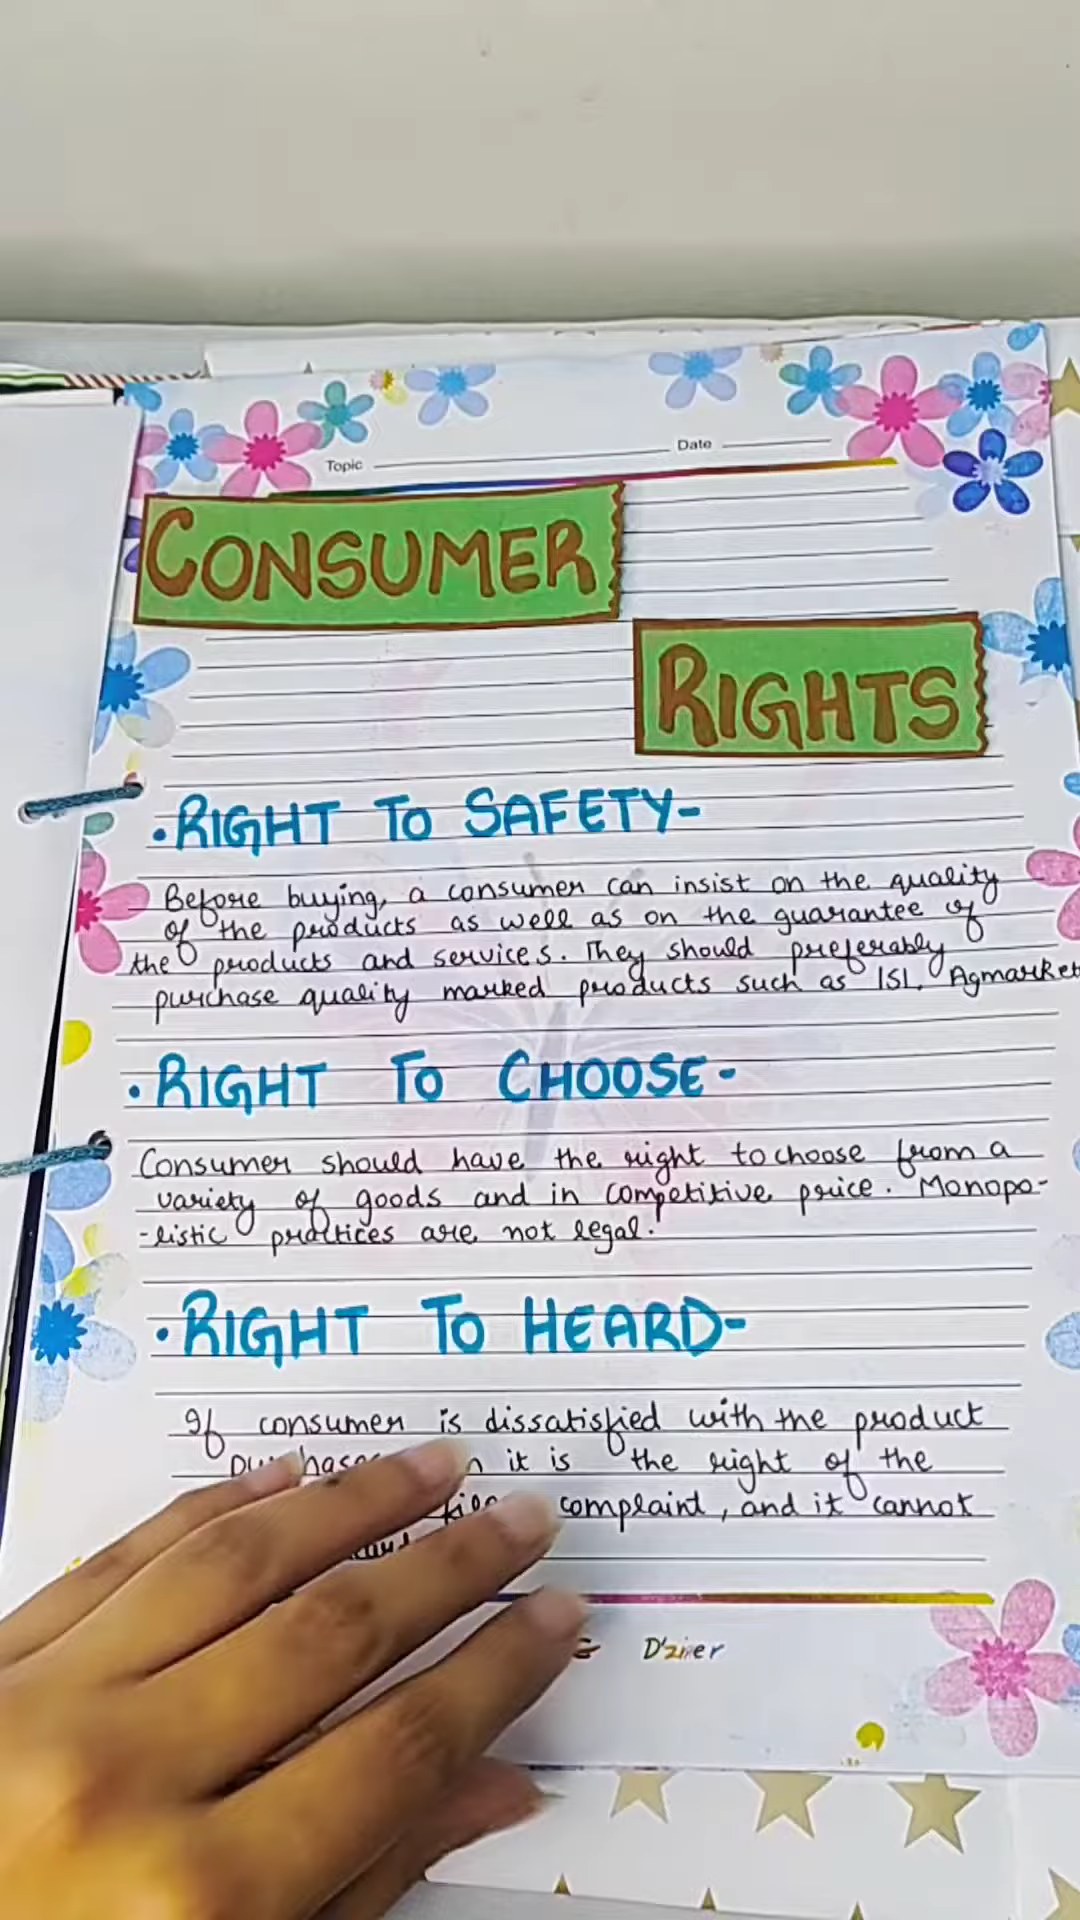 Topic
Date
CONSUMER
RIGHTS
• RIGHT TO SAFETY-
Before buying, a consumer can insist on the quality
of the products as well as on the guarantee of
the products and services. They should preferably
purchase quality marked products such as ISI, Agmarket
• RIGHT TO CHOOSE-
Consumer should have the right to choose from a
variety of goods and in competitive price. Monopo-
-listic practices are not legal.
• RIGHT TO HEARD-
If consumer is dissatisfied with the product
it is the right of the
complaint, and it cannot
D'ziner